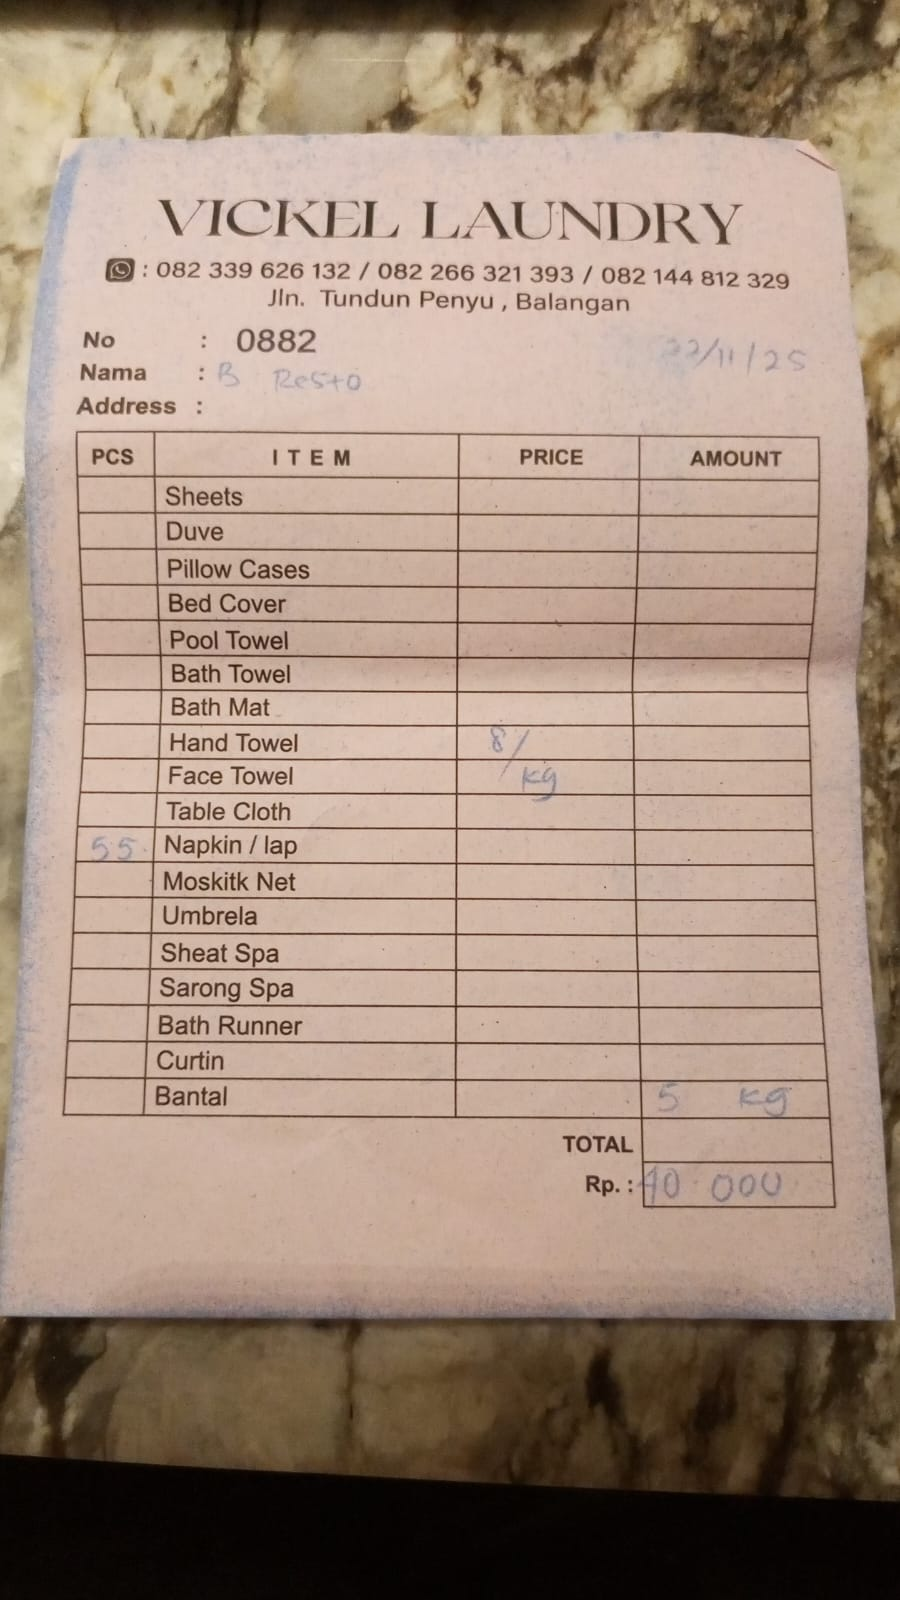 VICKEL LAUNDRY
: 082 339 626 132 / 082 266 321 393 / 082 144 812 329
Jln. Tundun Penyu , Balangan
No : 0882
22/11/25
Nama : B Resto
Address :
PCS ITEM PRICE AMOUNT
Sheets
Duve
Pillow Cases
Bed Cover
Pool Towel
Bath Towel
Bath Mat
Hand Towel 8/
Face Towel kg
Table Cloth
55 Napkin / lap
Moskitk Net
Umbrela
Sheat Spa
Sarong Spa
Bath Runner
Curtin
Bantal 5 kg
TOTAL
Rp. : 40 000